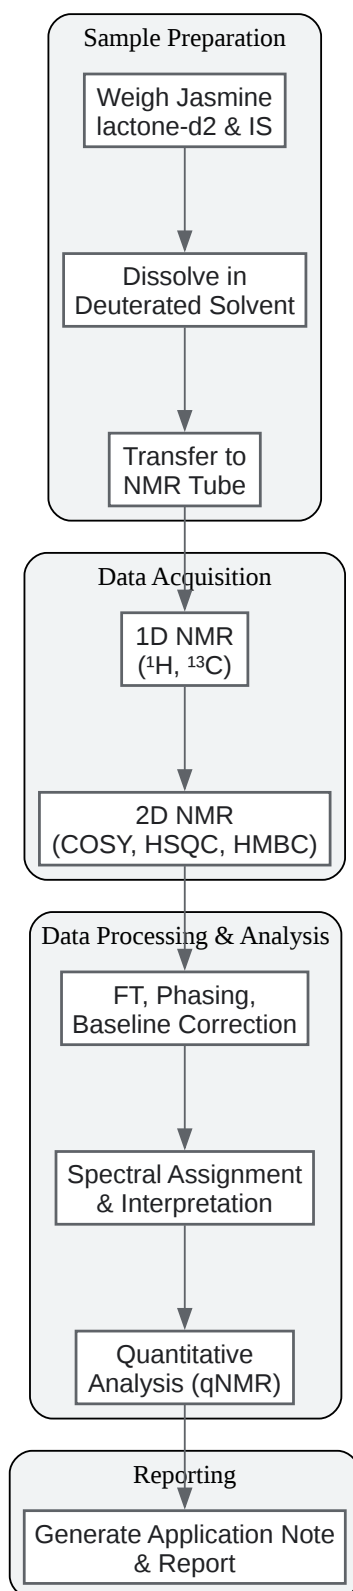 Sample Preparation
Weigh Jasmine
lactone-d2 & IS
Dissolve in
Deuterated Solvent
Transfer to
NMR Tube
Data Acquisition
1D NMR
(¹H, ¹³C)
2D NMR
(COSY, HSQC, HMBC)
Data Processing & Analysis
FT, Phasing,
Baseline Correction
Spectral Assignment
& Interpretation
Quantitative
Analysis (qNMR)
Reporting
Generate Application Note
& Report